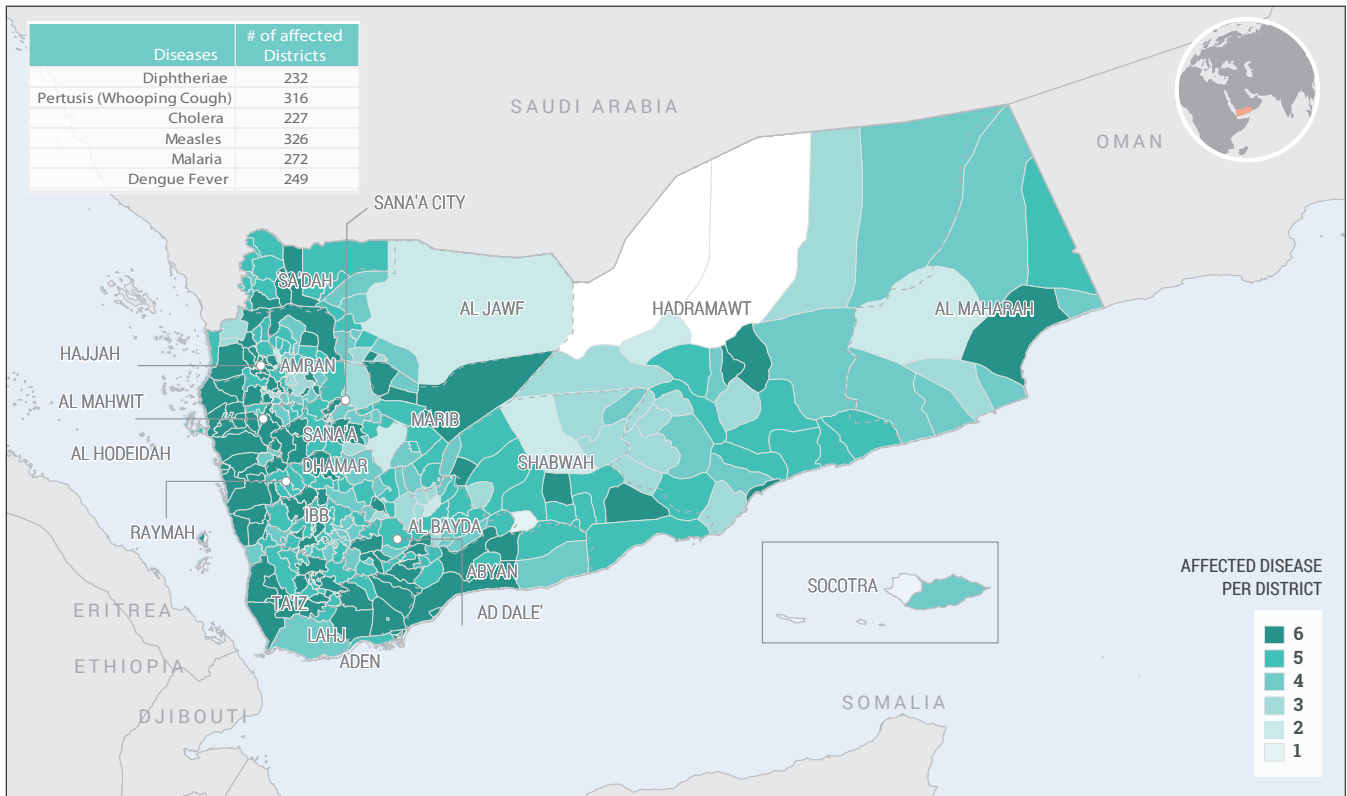 Diseases
# of affected
Districts
Diphtheriae 232
Pertusis (Whooping Cough) 316
Cholera 227
Measles 326
Malaria 272
Dengue Fever 249
SAUDI ARABIA
OMAN
SANA'A CITY
SA'DAH
AL JAWF
HADRAMAWT
AL MAHARAH
HAJJAH
AMRAN
AL MAHWIT
MARIB
SANA'A
AL HODEIDAH
DHAMAR
SHABWAH
IBB
AL BAYDA
RAYMAH
ABYAN
SOCOTRA
AFFECTED DISEASE
PER DISTRICT
ERITREA
TA'IZ
AD DALE'
LAHJ
ADEN
ETHIOPIA
DJIBOUTI
SOMALIA
6
5
4
3
2
1